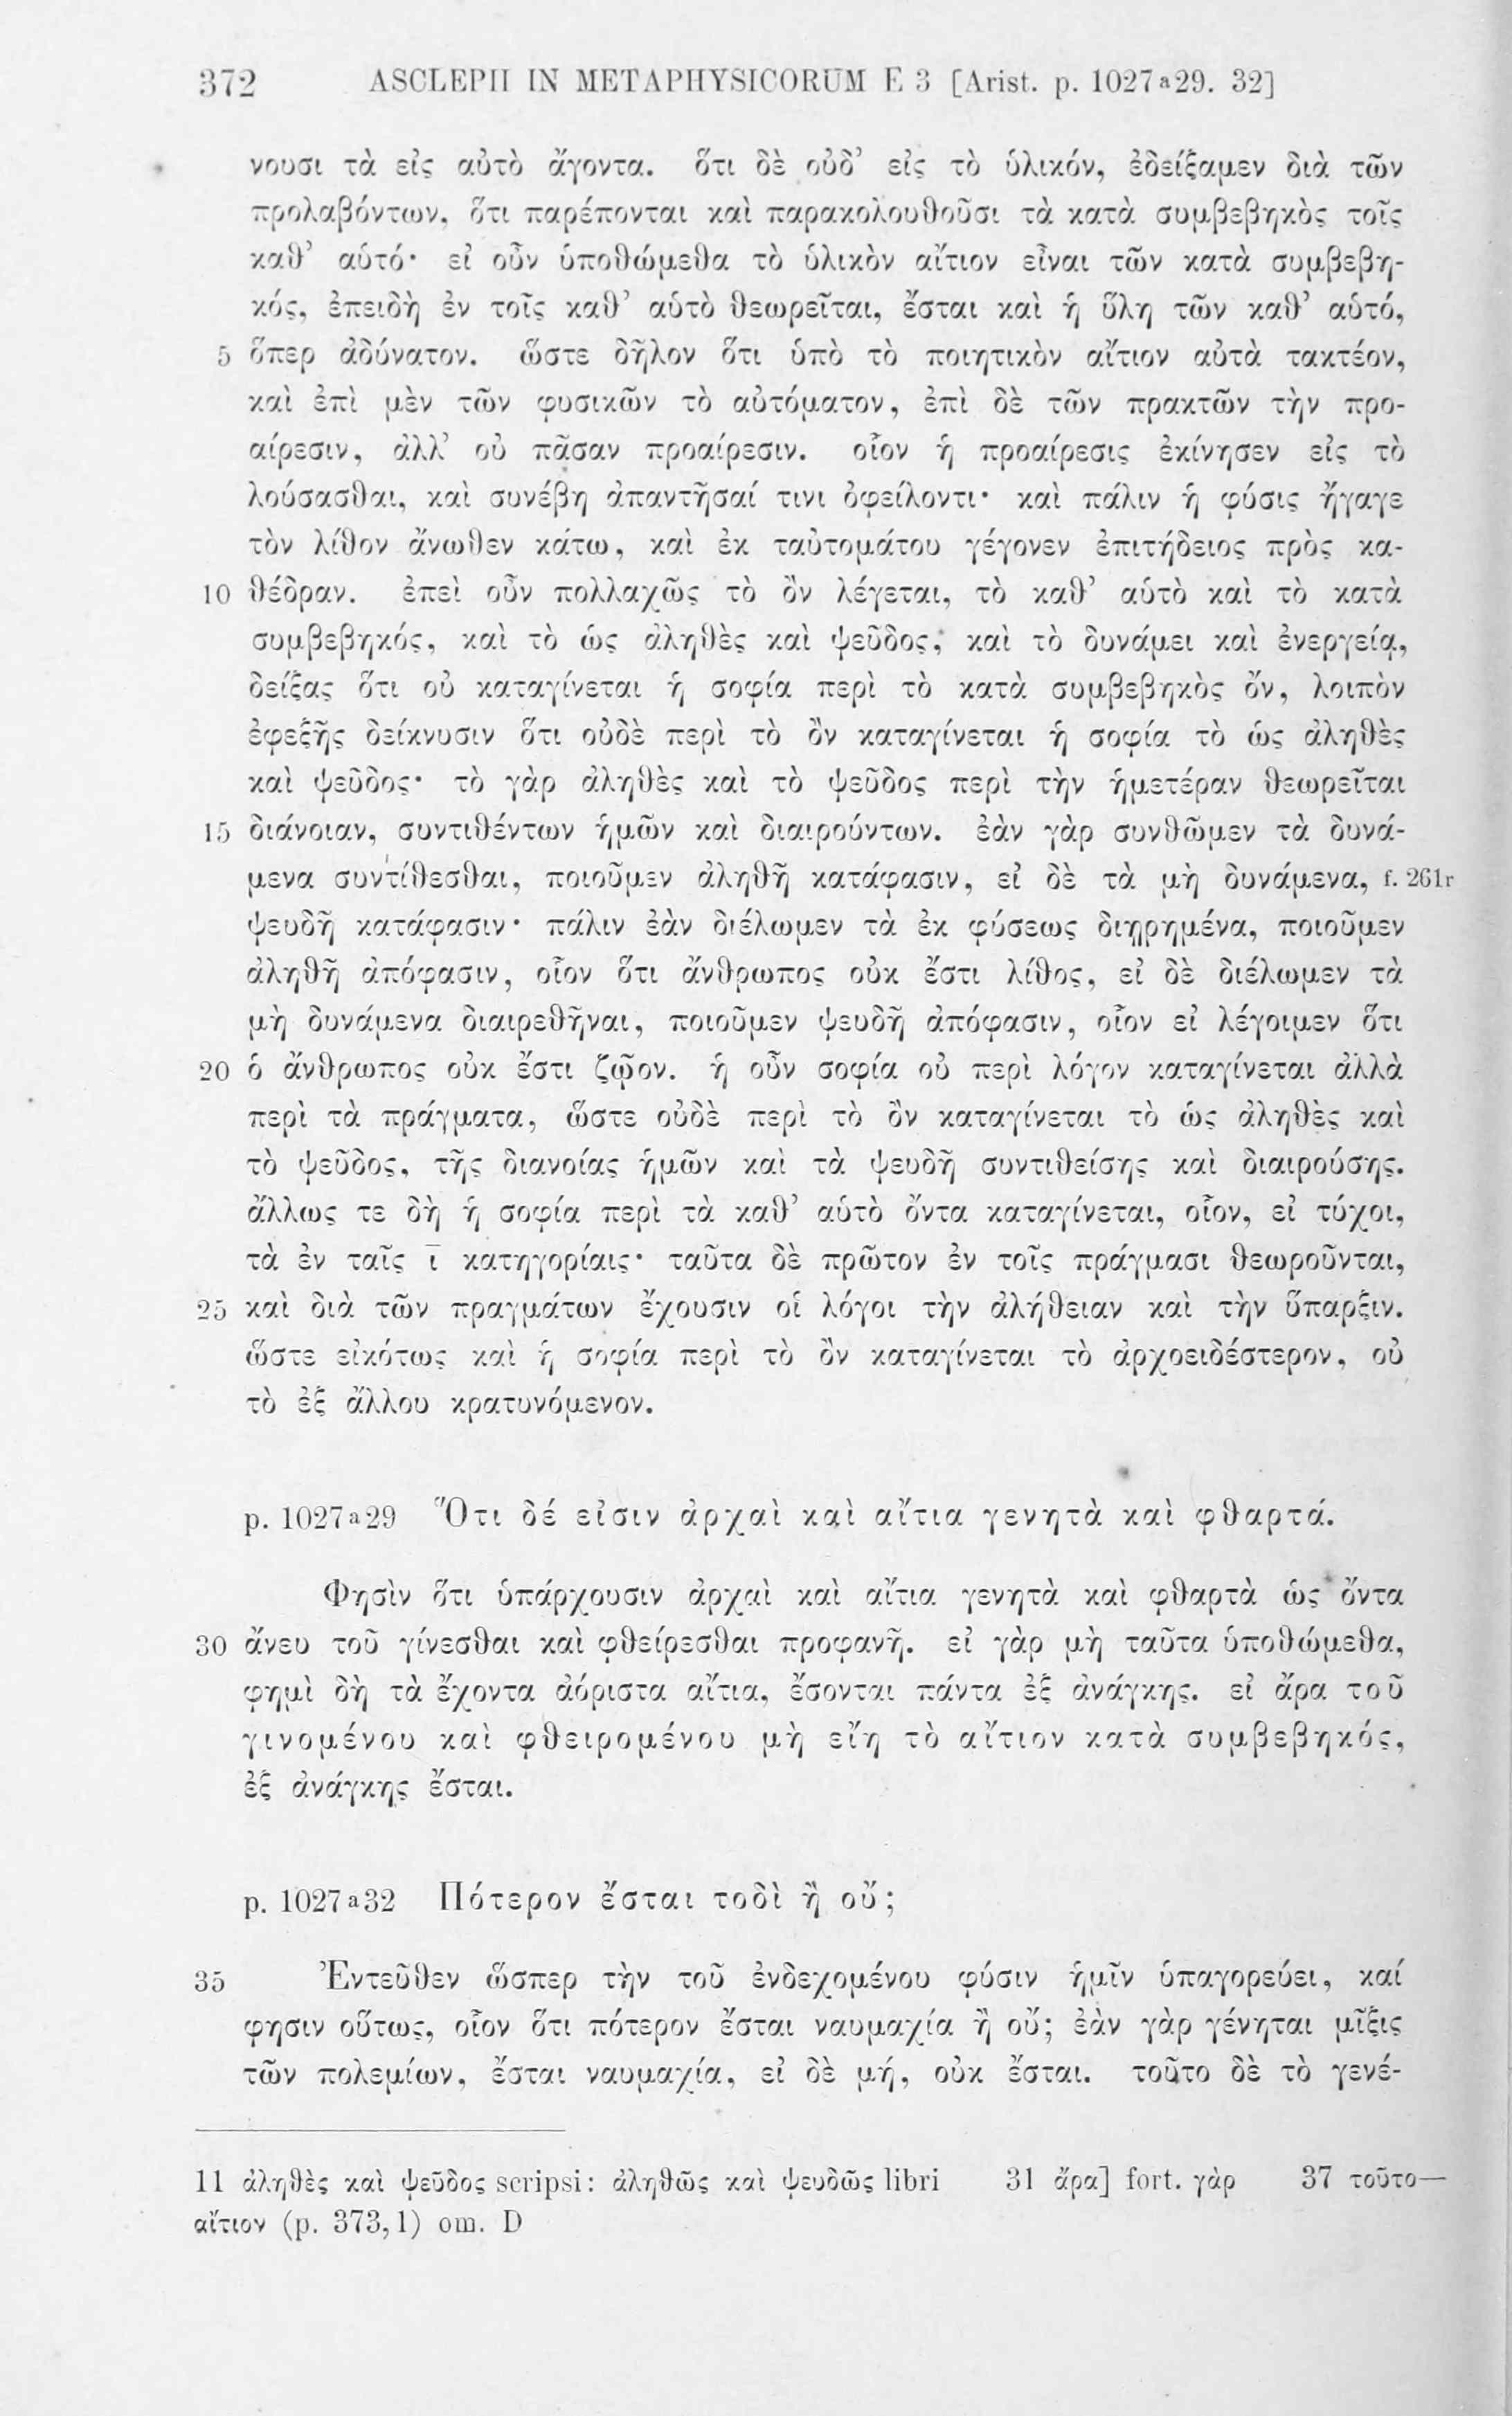 372 ASCLEPII IN METAPHYSICORUM E 3 [Arist. p. 1027a29. 32]
νουσι τὰ εἰς αὐτὸ ἄγοντα. ὅτι δὲ οὐδ’ εἰς τὸ ὑλικόν, ἐδείξαμεν διὰ τῶν
προλαβόντων, ὅτι παρέπονται καὶ παρακολουθοῦσι τὰ κατὰ συμβεβηκὸς τοῖς
καθ’ αὑτό· εἰ οὖν ὑποθώμεθα τὸ ὑλικὸν αἴτιον εἶναι τῶν κατὰ συμβεβη-
κός, ἐπειδὴ ἐν τοῖς καθ’ αὑτὸ θεωρεῖται, ἔσται καὶ ἡ ὕλη τῶν καθ’ αὑτό,
5 ὅπερ ἀδύνατον. ὥστε δῆλον ὅτι ὑπὸ τὸ ποιητικὸν αἴτιον αὐτὰ τακτέον,
καὶ ἐπὶ μὲν τῶν φυσικῶν τὸ αὐτόματον, ἐπὶ δὲ τῶν πρακτῶν τὴν προ-
αίρεσιν, ἀλλ’ οὐ πᾶσαν προαίρεσιν. οἷον ἡ προαίρεσις ἐκίνησεν εἰς τὸ
λούσασθαι, καὶ συνέβη ἀπαντῆσαί τινι ὀφείλοντι· καὶ πάλιν ἡ φύσις ἤγαγε
τὸν λίθον ἄνωθεν κάτω, καὶ ἐκ ταὐτομάτου γέγονεν ἐπιτήδειος πρὸς κα-
10 θέδραν. ἐπεὶ οὖν πολλαχῶς τὸ ὂν λέγεται, τὸ καθ’ αὑτὸ καὶ τὸ κατὰ
συμβεβηκός, καὶ τὸ ὡς ἀληθὲς καὶ ψεῦδος, καὶ τὸ δυνάμει καὶ ἐνεργείᾳ,
δείξας ὅτι οὐ καταγίνεται ἡ σοφία περὶ τὸ κατὰ συμβεβηκὸς ὄν, λοιπὸν
ἐφεξῆς δείκνυσιν ὅτι οὐδὲ περὶ τὸ ὂν καταγίνεται ἡ σοφία τὸ ὡς ἀληθὲς
καὶ ψεῦδος· τὸ γὰρ ἀληθὲς καὶ τὸ ψεῦδος περὶ τὴν ἡμετέραν θεωρεῖται
15 διάνοιαν, συντιθέντων ἡμῶν καὶ διαιρούντων. ἐὰν γὰρ συνθῶμεν τὰ δυνά-
μενα συντίθεσθαι, ποιοῦμεν ἀληθῆ κατάφασιν, εἰ δὲ τὰ μὴ δυνάμενα, f. 261r
ψευδῆ κατάφασιν· πάλιν ἐὰν διέλωμεν τὰ ἐκ φύσεως διῃρημένα, ποιοῦμεν
ἀληθῆ ἀπόφασιν, οἷον ὅτι ἄνθρωπος οὐκ ἔστι λίθος, εἰ δὲ διέλωμεν τὰ
μὴ δυνάμενα διαιρεθῆναι, ποιοῦμεν ψευδῆ ἀπόφασιν, οἷον εἰ λέγοιμεν ὅτι
20 ὁ ἄνθρωπος οὐκ ἔστι ζῷον. ἡ οὖν σοφία οὐ περὶ λόγον καταγίνεται ἀλλὰ
περὶ τὰ πράγματα, ὥστε οὐδὲ περὶ τὸ ὂν καταγίνεται τὸ ὡς ἀληθὲς καὶ
τὸ ψεῦδος, τῆς διανοίας ἡμῶν καὶ τὰ ψευδῆ συντιθείσης καὶ διαιρούσης.
ἄλλως τε δὴ ἡ σοφία περὶ τὰ καθ’ αὑτὸ ὄντα καταγίνεται, οἷον, εἰ τύχοι,
τὰ ἐν ταῖς ι̅ κατηγορίαις· ταῦτα δὲ πρῶτον ἐν τοῖς πράγμασι θεωροῦνται,
25 καὶ διὰ τῶν πραγμάτων ἔχουσιν οἱ λόγοι τὴν ἀλήθειαν καὶ τὴν ὕπαρξιν.
ὥστε εἰκότως καὶ ἡ σοφία περὶ τὸ ὂν καταγίνεται τὸ ἀρχοειδέστερον, οὐ
τὸ ἐξ ἄλλου κρατυνόμενον.
p. 1027a29 Ὅτι δέ εἰσιν ἀρχαὶ καὶ αἴτια γενητὰ καὶ φθαρτά.
Φησὶν ὅτι ὑπάρχουσιν ἀρχαὶ καὶ αἴτια γενητὰ καὶ φθαρτὰ ὡς ὄντα
30 ἄνευ τοῦ γίνεσθαι καὶ φθείρεσθαι προφανῆ. εἰ γὰρ μὴ ταῦτα ὑποθώμεθα,
φημὶ δὴ τὰ ἔχοντα ἀόριστα αἴτια, ἔσονται πάντα ἐξ ἀνάγκης. εἰ ἄρα τοῦ
γινομένου καὶ φθειρομένου μὴ εἴη τὸ αἴτιον κατὰ συμβεβηκός,
ἐξ ἀνάγκης ἔσται.
p. 1027a32 Πότερον ἔσται τοδὶ ἢ οὔ;
35 Ἐντεῦθεν ὥσπερ τὴν τοῦ ἐνδεχομένου φύσιν ἡμῖν ὑπαγορεύει, καί
φησιν οὕτως, οἷον ὅτι πότερον ἔσται ναυμαχία ἢ οὔ; ἐὰν γὰρ γένηται μῖξις
τῶν πολεμίων, ἔσται ναυμαχία, εἰ δὲ μή, οὐκ ἔσται. τοῦτο δὲ τὸ γενέ-
11 ἀληθὲς καὶ ψεῦδος scripsi: ἀληθῶς καὶ ψευδῶς libri 31 ἄρα] fort. γὰρ 37 τοῦτο—
αἴτιον (p. 373,1) om. D